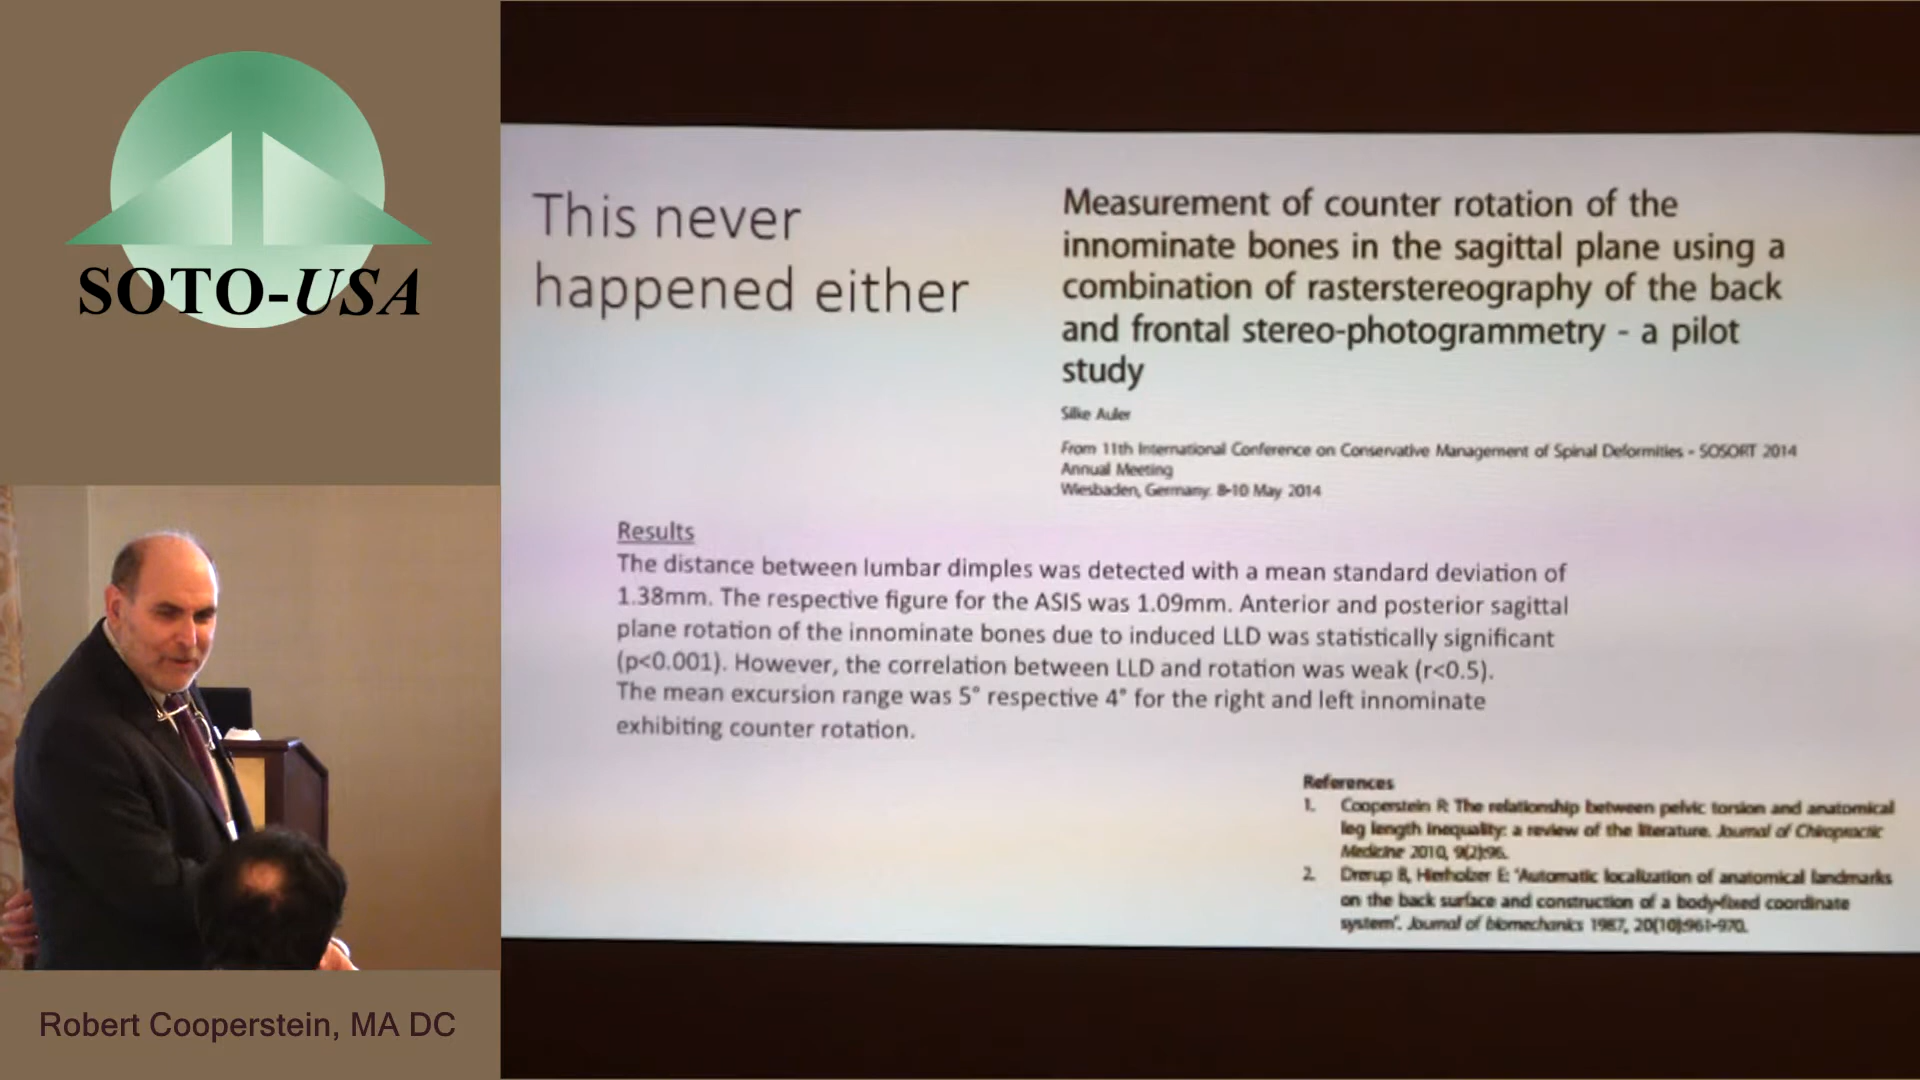 SOTO-USA
This never
happened either
Measurement of counter rotation of the
innominate bones in the sagittal plane using a
combination of rasterstereography of the back
and frontal stereo-photogrammetry - a pilot
study
Silke Auler
From 11th International Conference on Conservative Management of Spinal Deformities - SOSORT 2014
Annual Meeting
Wiesbaden, Germany. 8-10 May 2014
Results
The distance between lumbar dimples was detected with a mean standard deviation of
1.38mm. The respective figure for the ASIS was 1.09mm. Anterior and posterior sagittal
plane rotation of the innominate bones due to induced LLD was statistically significant
(p<0.001). However, the correlation between LLD and rotation was weak (r<0.5).
The mean excursion range was 5° respective 4° for the right and left innominate
exhibiting counter rotation.
References
1. Cooperstein R: The relationship between pelvic torsion and anatomical
leg length inequality: a review of the literature. Journal of Chiropractic
Medicine 2010, 9(2):96.
2. Drerup B, Hierholzer E: 'Automatic localization of anatomical landmarks
on the back surface and construction of a body-fixed coordinate
system'. Journal of biomechanics 1987, 20(10):961-970.
Robert Cooperstein, MA DC